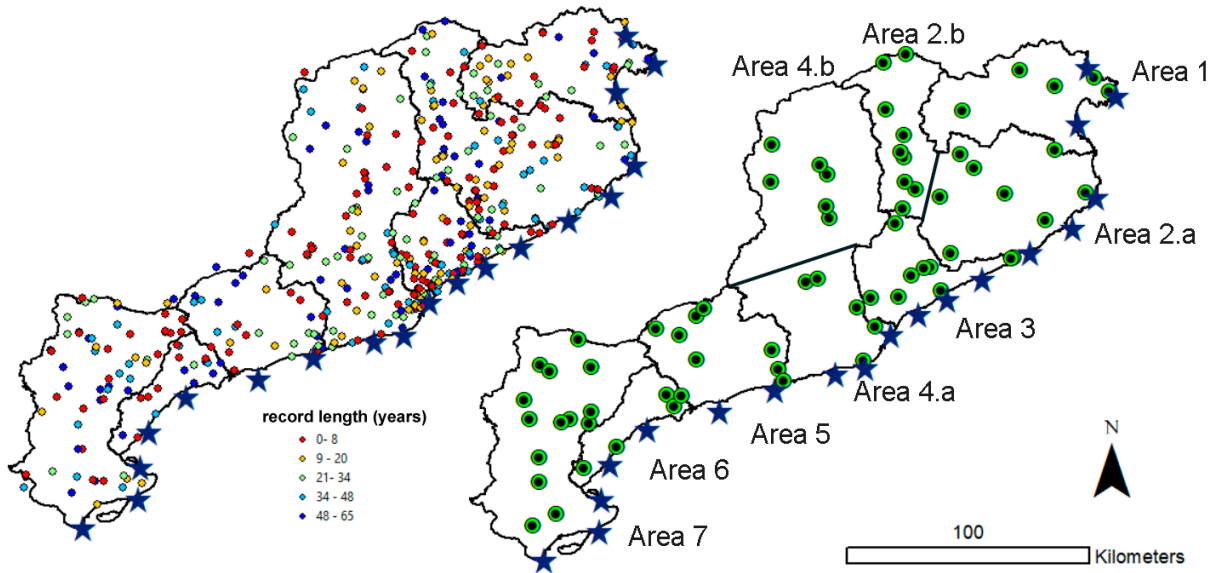 Area 2.b
Area 4.b
Area 1
Area 2.a
Area 3
Area 4.a
Area 5
Area 6
Area 7
record length (years)
0- 8
9 - 20
21- 34
34 - 48
48 - 65
N
100
Kilometers